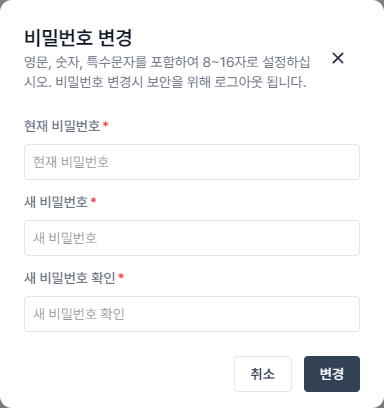 비밀번호 변경
영문, 숫자, 특수문자를 포함하여 8~16자로 설정하십
시오. 비밀번호 변경시 보안을 위해 로그아웃 됩니다.
현재 비밀번호 *
현재 비밀번호
새 비밀번호 *
새 비밀번호
새 비밀번호 확인 *
새 비밀번호 확인
취소 변경